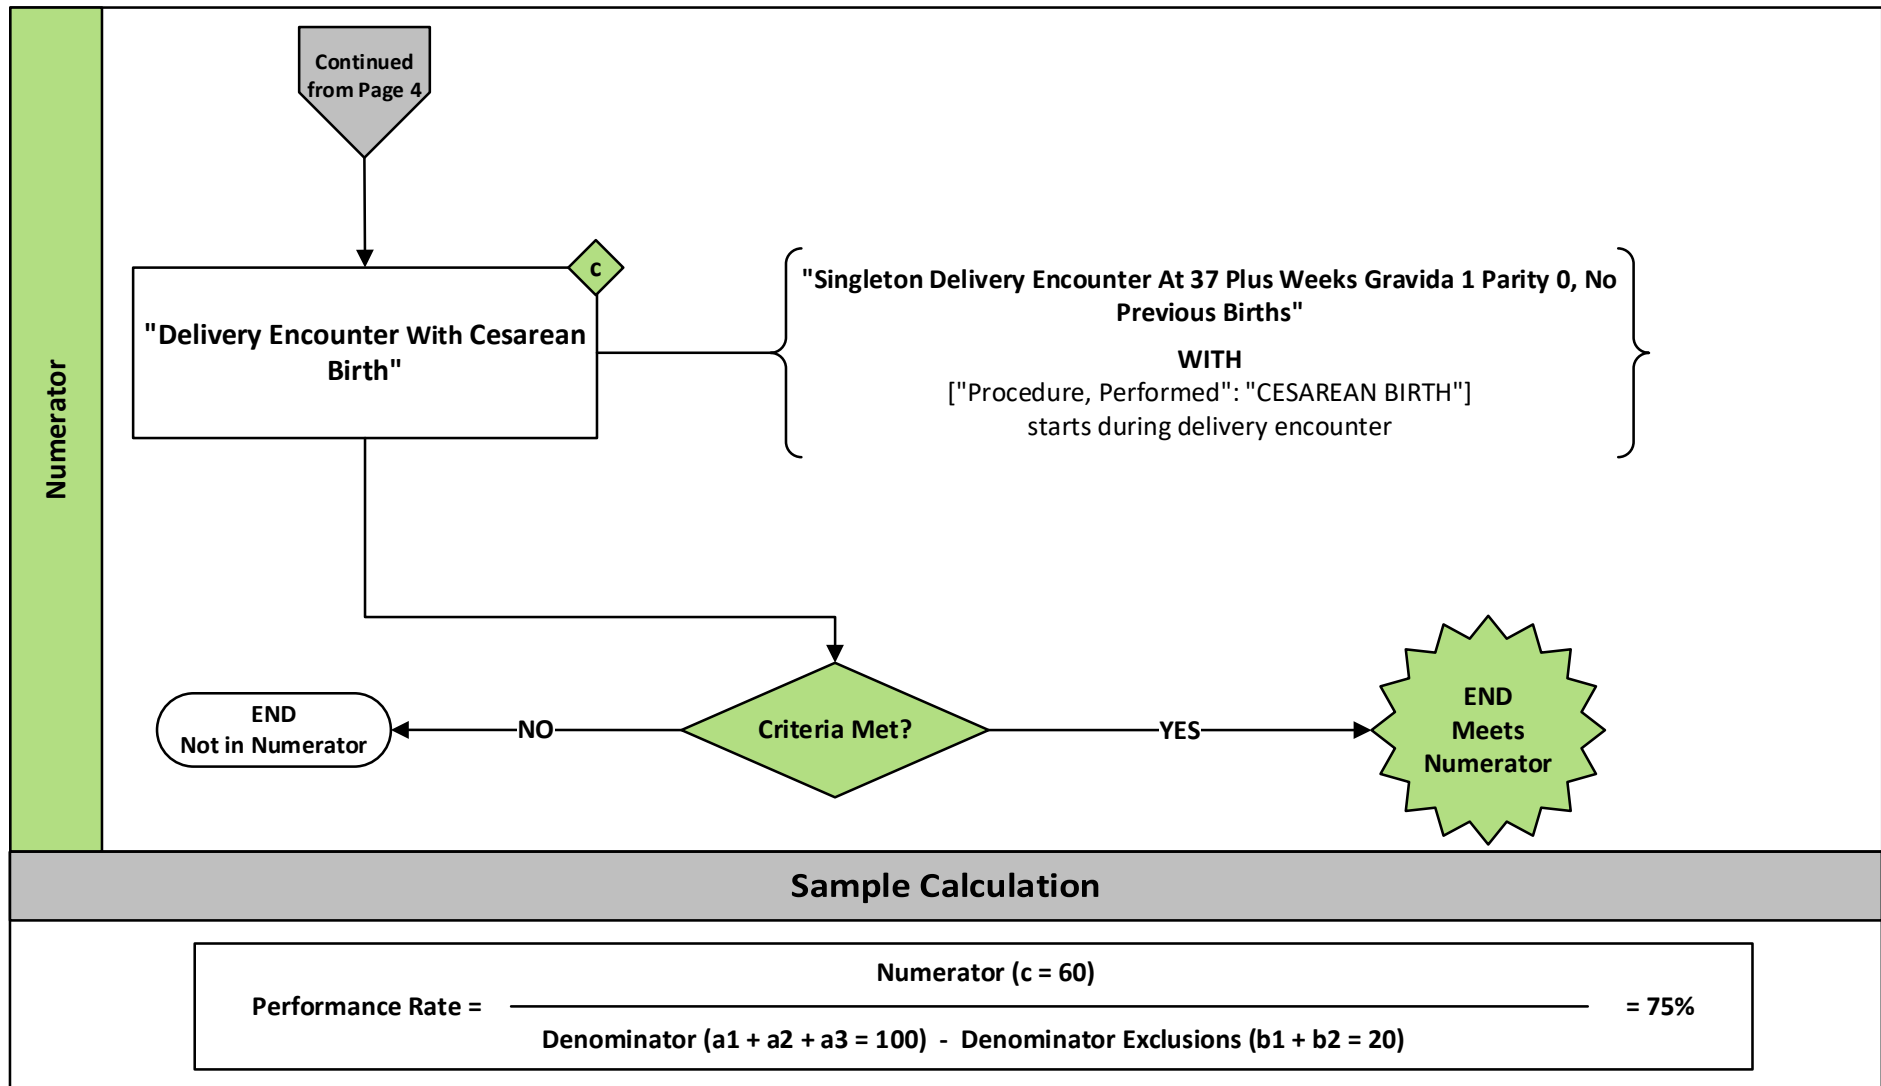 Continued
from Page 4
Numerator
c
"Delivery Encounter With Cesarean
Birth"
"Singleton Delivery Encounter At 37 Plus Weeks Gravida 1 Parity 0, No
Previous Births"
WITH
["Procedure, Performed": "CESAREAN BIRTH"]
starts during delivery encounter
END
Not in Numerator
NO
Criteria Met?
YES
END
Meets
Numerator
Sample Calculation
Numerator (c = 60)
Performance Rate =
= 75%
Denominator (a1 + a2 + a3 = 100) - Denominator Exclusions (b1 + b2 = 20)